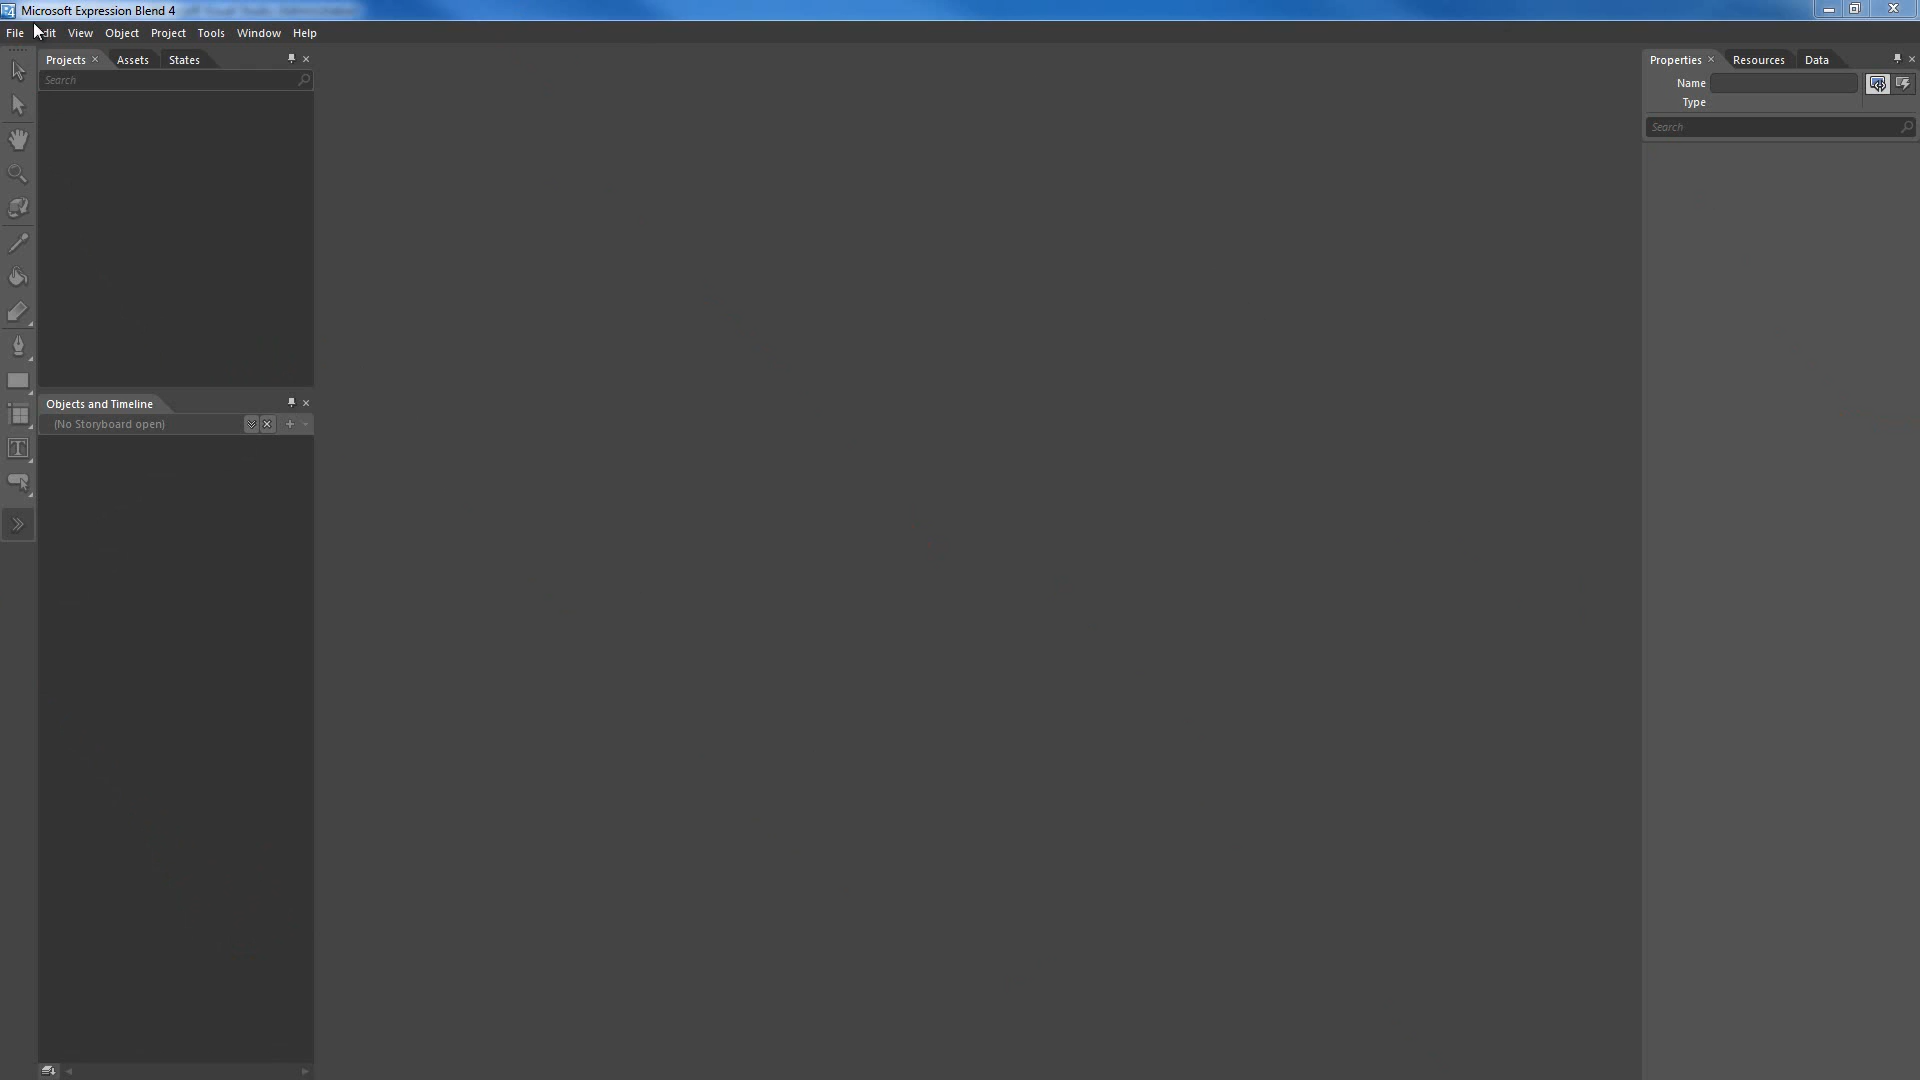 Microsoft Expression Blend 4
File Edit View Object Project Tools Window Help
Projects Assets States
Search
Objects and Timeline
(No Storyboard open)
Properties Resources Data
Name
Type
Search